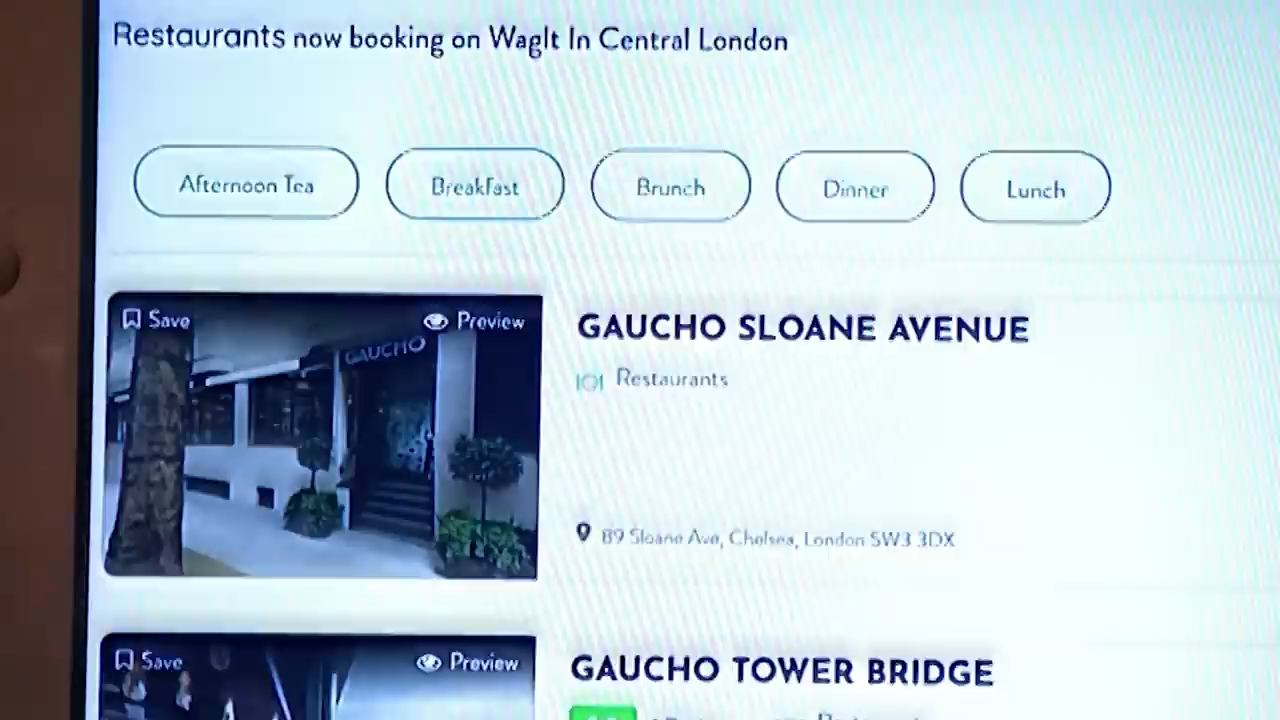 Restaurants now booking on WagIt In Central London
Afternoon Tea
Breakfast
Brunch
Dinner
Lunch
Save
Preview
GAUCHO
GAUCHO SLOANE AVENUE
Restaurants
89 Sloane Ave, Chelsea, London SW3 3DX
Save
Preview
GAUCHO TOWER BRIDGE